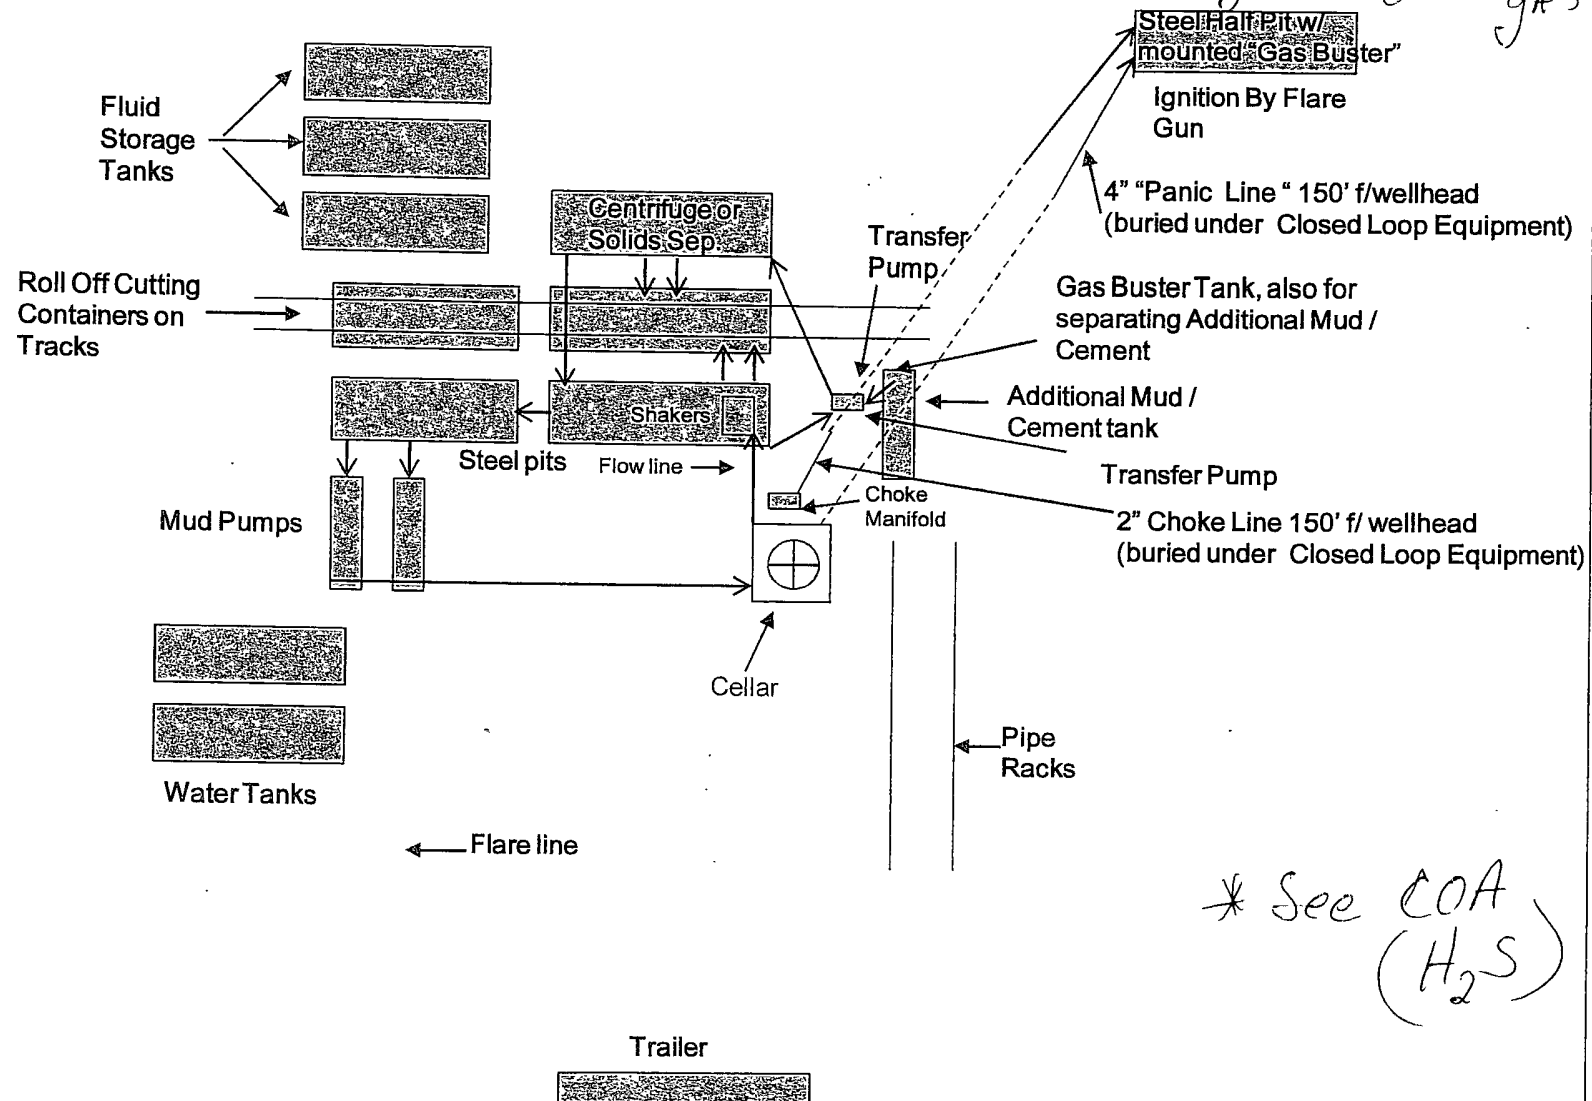 gas
Steel Half Pit w/
mounted “Gas Buster”
Ignition By Flare
Gun
Fluid
Storage
Tanks
4” “Panic Line “ 150’ f/wellhead
(buried under Closed Loop Equipment)
Centrifuge or
Solids Sep.
Transfer
Pump
Roll Off Cutting
Containers on
Tracks
Gas Buster Tank, also for
separating Additional Mud /
Cement
Additional Mud /
Cement tank
Shakers
Steel pits
Flow line
Transfer Pump
Choke
Manifold
Mud Pumps
2” Choke Line 150’ f/ wellhead
(buried under Closed Loop Equipment)
Cellar
Pipe
Racks
Water Tanks
Flare line
* See COA
(H₂S)
Trailer